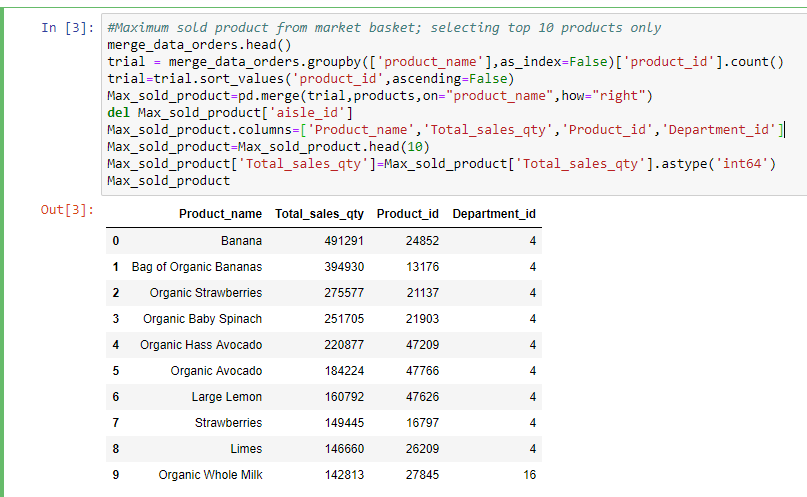 In [3]: #Maximum sold product from market basket; selecting top 10 products only
merge_data_orders.head()
trial = merge_data_orders.groupby(['product_name'],as_index=False)['product_id'].count()
trial=trial.sort_values('product_id',ascending=False)
Max_sold_product=pd.merge(trial,products,on="product_name",how="right")
del Max_sold_product['aisle_id']
Max_sold_product.columns=['Product_name','Total_sales_qty','Product_id','Department_id']
Max_sold_product=Max_sold_product.head(10)
Max_sold_product['Total_sales_qty']=Max_sold_product['Total_sales_qty'].astype('int64')
Max_sold_product
Out[3]:
Product_name Total_sales_qty Product_id Department_id
0 Banana 491291 24852 4
1 Bag of Organic Bananas 394930 13176 4
2 Organic Strawberries 275577 21137 4
3 Organic Baby Spinach 251705 21903 4
4 Organic Hass Avocado 220877 47209 4
5 Organic Avocado 184224 47766 4
6 Large Lemon 160792 47626 4
7 Strawberries 149445 16797 4
8 Limes 146660 26209 4
9 Organic Whole Milk 142813 27845 16